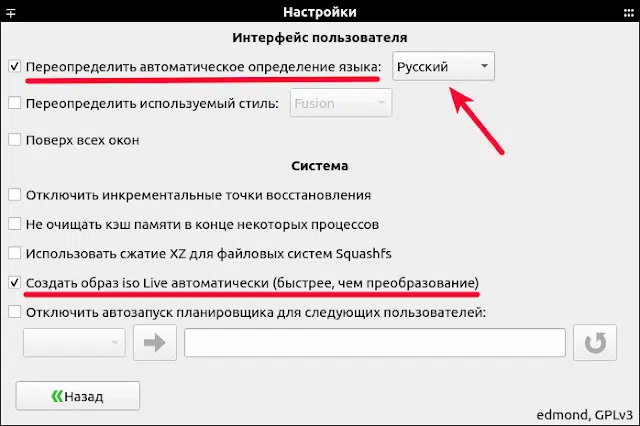 Настройки
Интерфейс пользователя
Переопределить автоматическое определение языка: Русский
Переопределить используемый стиль: Fusion
Поверх всех окон
Система
Отключить инкрементальные точки восстановления
Не очищать кэш памяти в конце некоторых процессов
Использовать сжатие XZ для файловых систем Squashfs
Создать образ iso Live автоматически (быстрее, чем преобразование)
Отключить автозапуск планировщика для следующих пользователей:
Назад
edmond, GPLv3